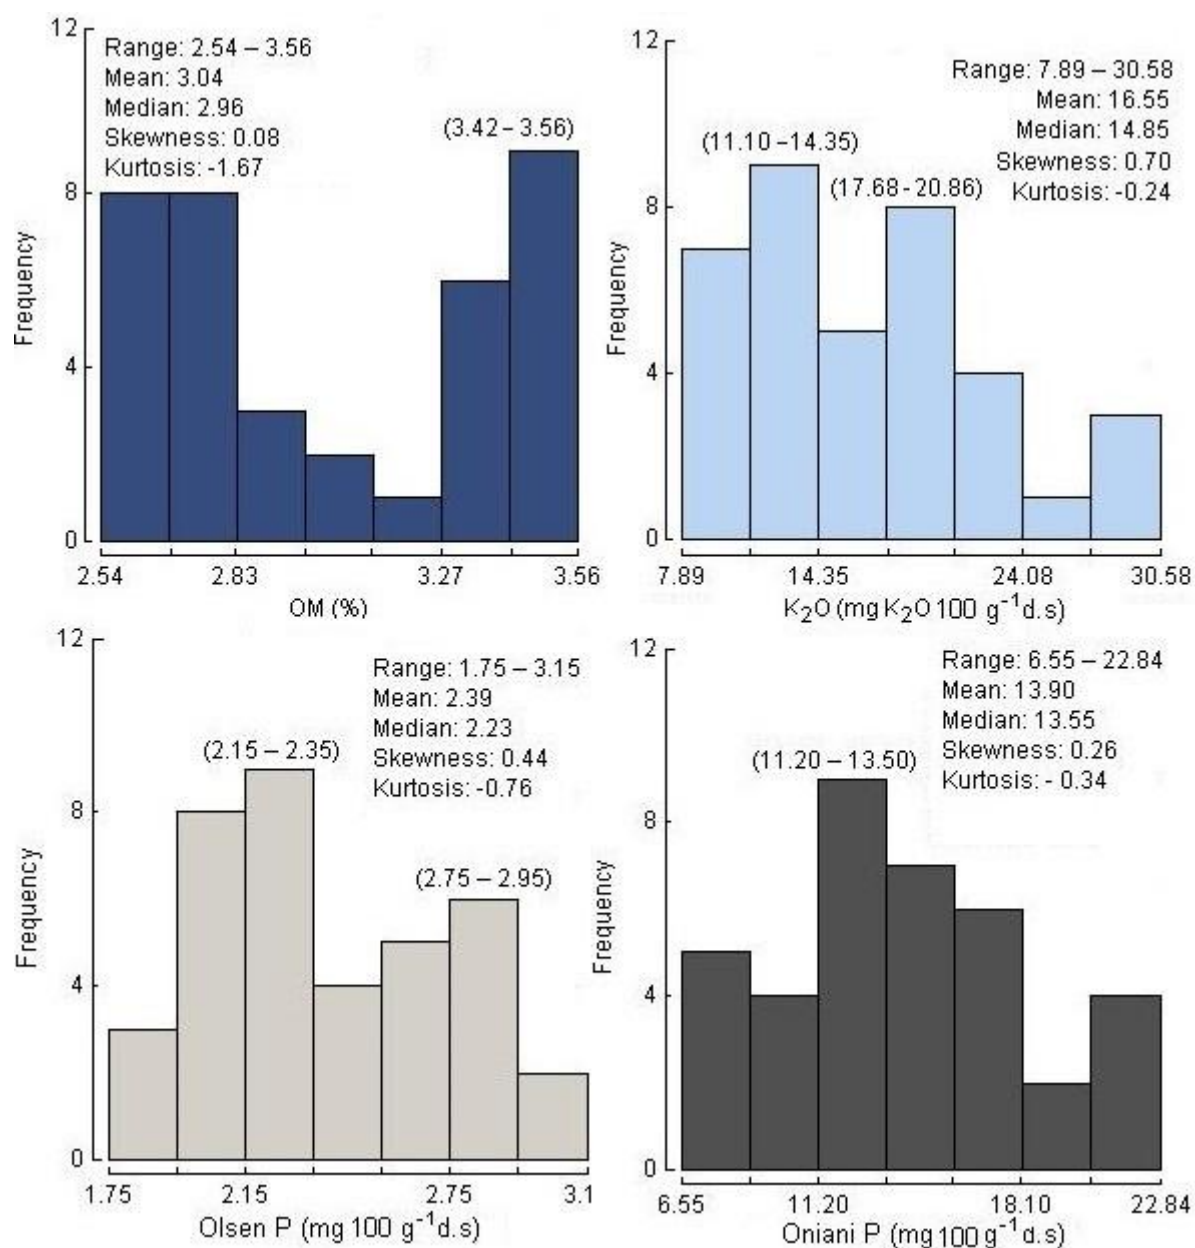 12
Range: 2.54 – 3.56
Mean: 3.04
Median: 2.96
Skewness: 0.08
Kurtosis: -1.67
(3.42 - 3.56)
8
4
0
Frequency
2.54 2.83 3.27 3.56
OM (%)
12
Range: 7.89 – 30.58
Mean: 16.55
Median: 14.85
Skewness: 0.70
Kurtosis: -0.24
(11.10 -14.35)
(17.68 - 20.86)
8
4
0
Frequency
7.89 14.35 24.08 30.58
K₂O (mg K₂O 100 g⁻¹d.s)
12
Range: 1.75 – 3.15
Mean: 2.39
Median: 2.23
Skewness: 0.44
Kurtosis: -0.76
(2.15 – 2.35)
(2.75 – 2.95)
8
4
0
Frequency
1.75 2.15 2.75 3.1
Olsen P (mg 100 g⁻¹d.s)
12
Range: 6.55 – 22.84
Mean: 13.90
Median: 13.55
Skewness: 0.26
Kurtosis: - 0.34
(11.20 – 13.50)
8
4
0
Frequency
6.55 11.20 18.10 22.84
Oniani P (mg 100 g⁻¹d.s)